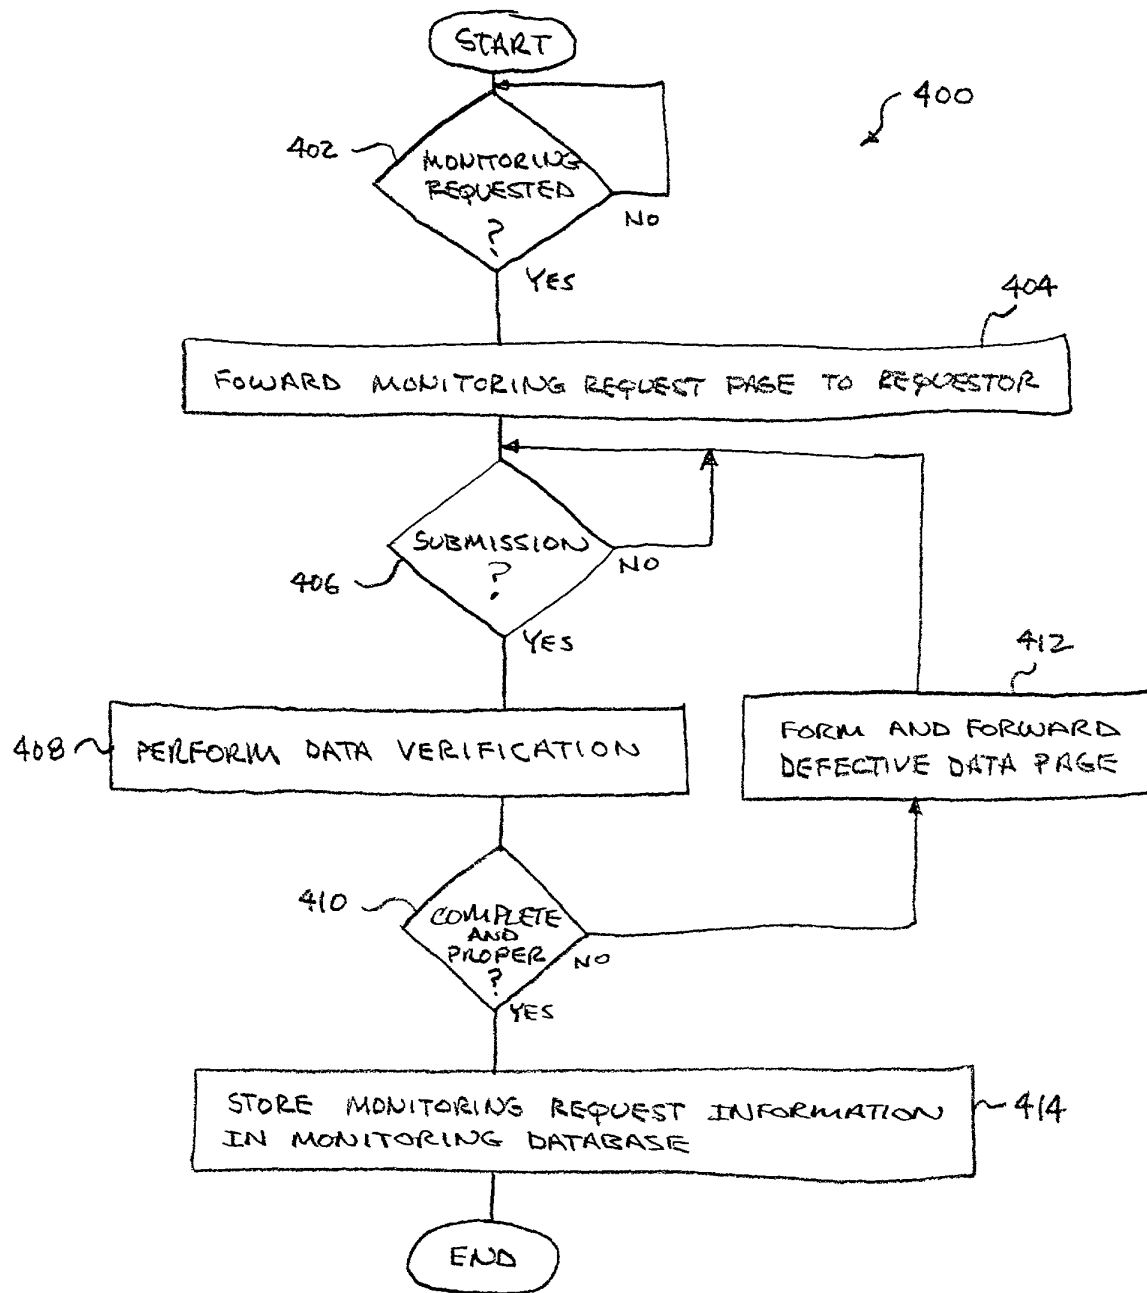 START
400
402
MONITORING
REQUESTED
?
NO
YES
404
FOWARD MONITORING REQUEST PAGE TO REQUESTOR
SUBMISSION
?
NO
406
YES
412
408
PERFORM DATA VERIFICATION
FORM AND FORWARD
DEFECTIVE DATA PAGE
410
COMPLETE
AND
PROPER
?
NO
YES
STORE MONITORING REQUEST INFORMATION
IN MONITORING DATABASE
414
END